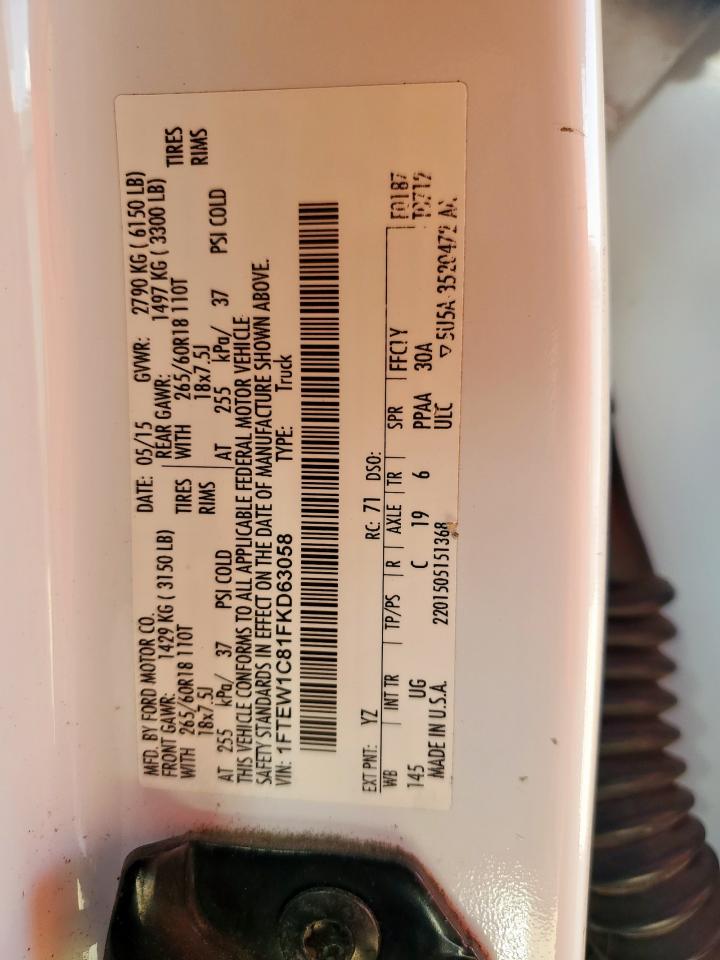 MFD. BY FORD MOTOR CO. DATE: 05/15 GVWR: 2790 KG ( 6150 LB)
FRONT GAWR: 1429 KG ( 3150 LB) REAR GAWR: 1497 KG ( 3300 LB)
WITH 265/60R18 110T TIRES WITH 265/60R18 110T TIRES
18x7.5J RIMS 18x7.5J RIMS
AT 255 kPa/ 37 PSI COLD AT 255 kPa/ 37 PSI COLD
THIS VEHICLE CONFORMS TO ALL APPLICABLE FEDERAL MOTOR VEHICLE
SAFETY STANDARDS IN EFFECT ON THE DATE OF MANUFACTURE SHOWN ABOVE.
VIN: 1FTEW1C81FKD63058 TYPE: Truck
EXT PNT: YZ RC: 71 DSO:
WB INT TR TP/PS R AXLE TR SPR FFC1Y F0187
145 UG C 19 6 PPAA 30A T0712
MADE IN U.S.A. 2201505151368 ULC 5U5A-3520472